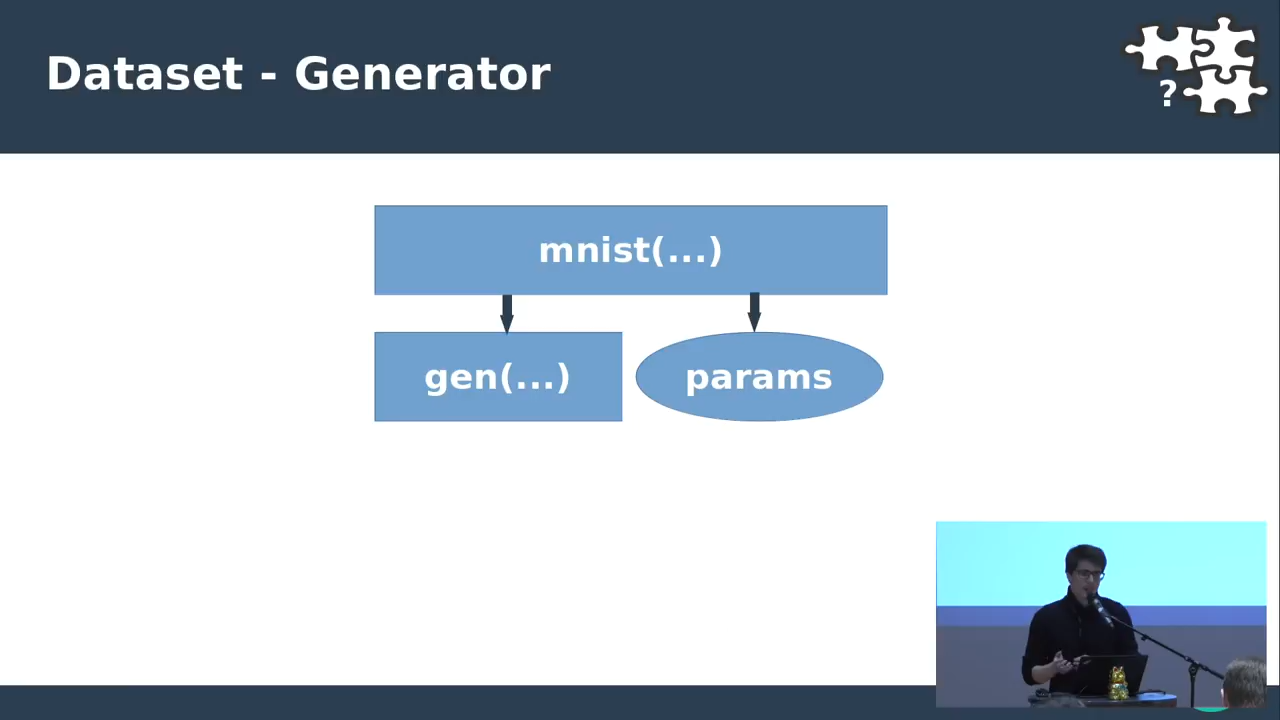 Dataset - Generator
?
mnist(...)
gen(...)
params